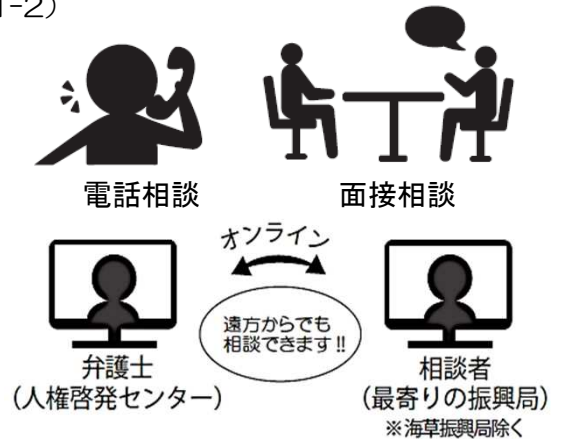 1-2)
電話相談
面接相談
オンライン
遠方からでも
相談できます!!
弁護士
(人権啓発センター)
相談者
(最寄りの振興局)
※海草振興局除く